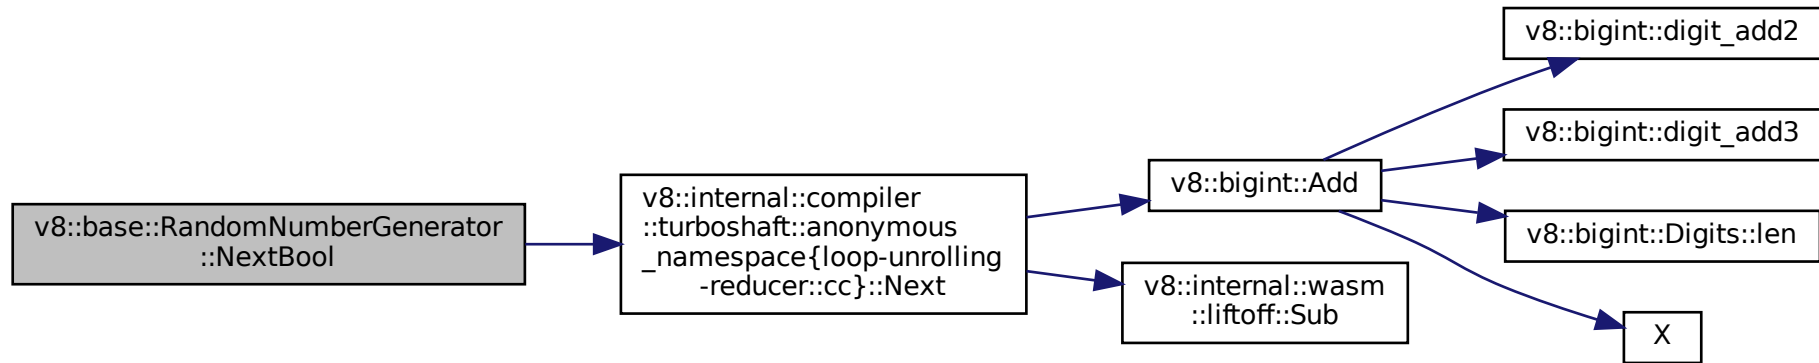 v8::base::RandomNumberGenerator
::NextBool
v8::internal::compiler
::turboshaft::anonymous
_namespace{loop-unrolling
-reducer::cc}::Next
v8::bigint::Add
v8::internal::wasm
::liftoff::Sub
v8::bigint::digit_add2
v8::bigint::digit_add3
v8::bigint::Digits::len
X